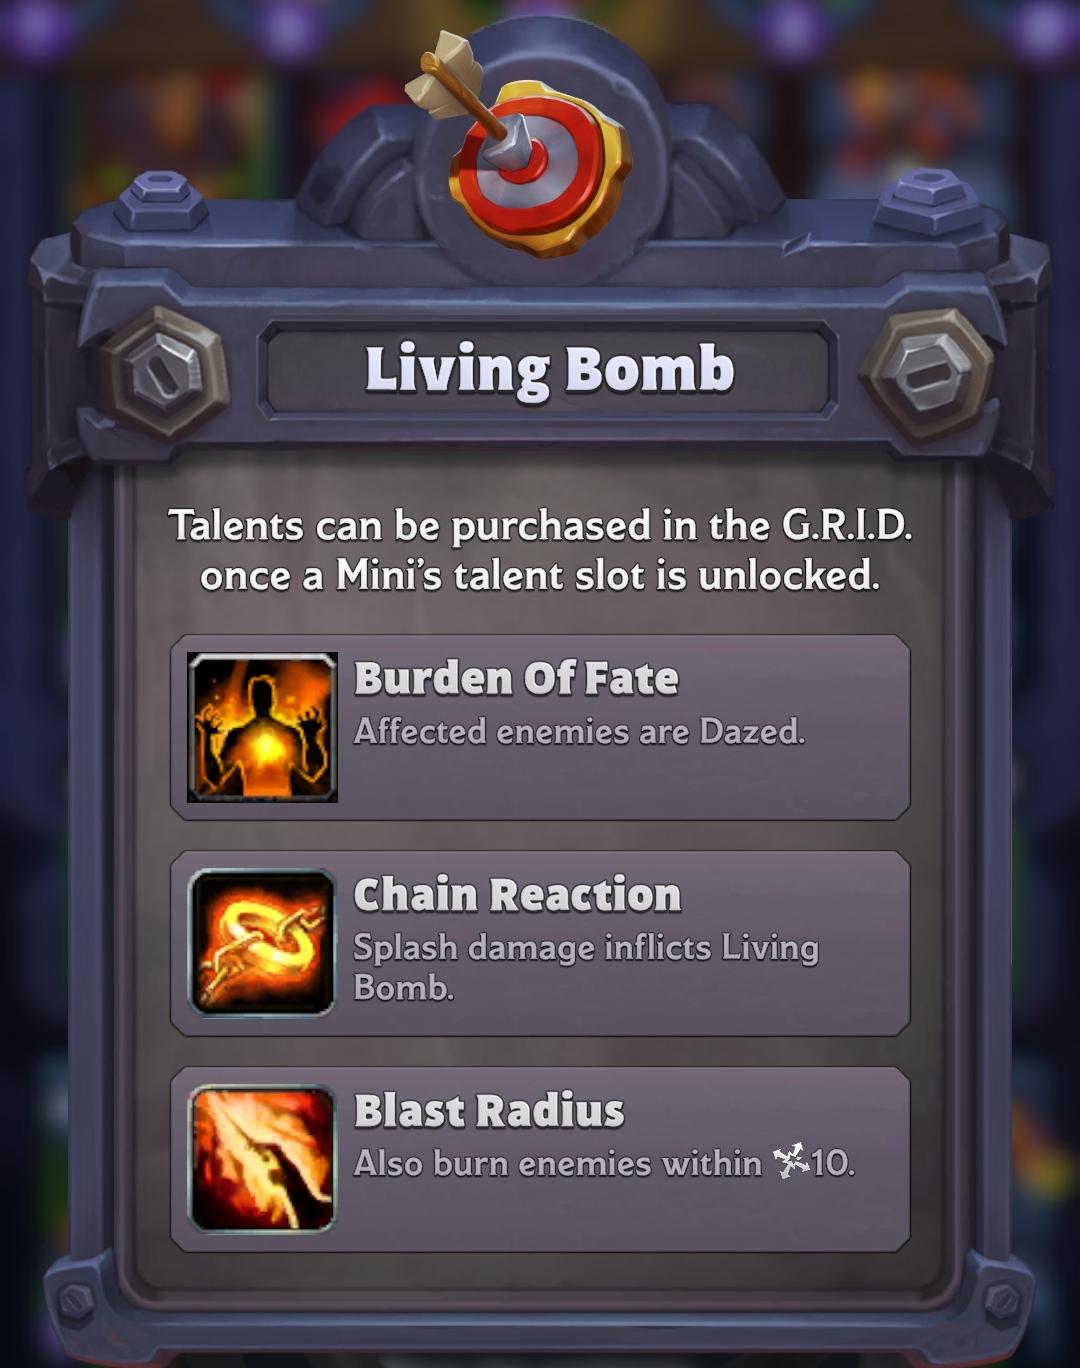 Living Bomb
Talents can be purchased in the G.R.I.D.
once a Mini's talent slot is unlocked.
Burden Of Fate
Affected enemies are Dazed.
Chain Reaction
Splash damage inflicts Living
Bomb.
Blast Radius
Also burn enemies within 10.